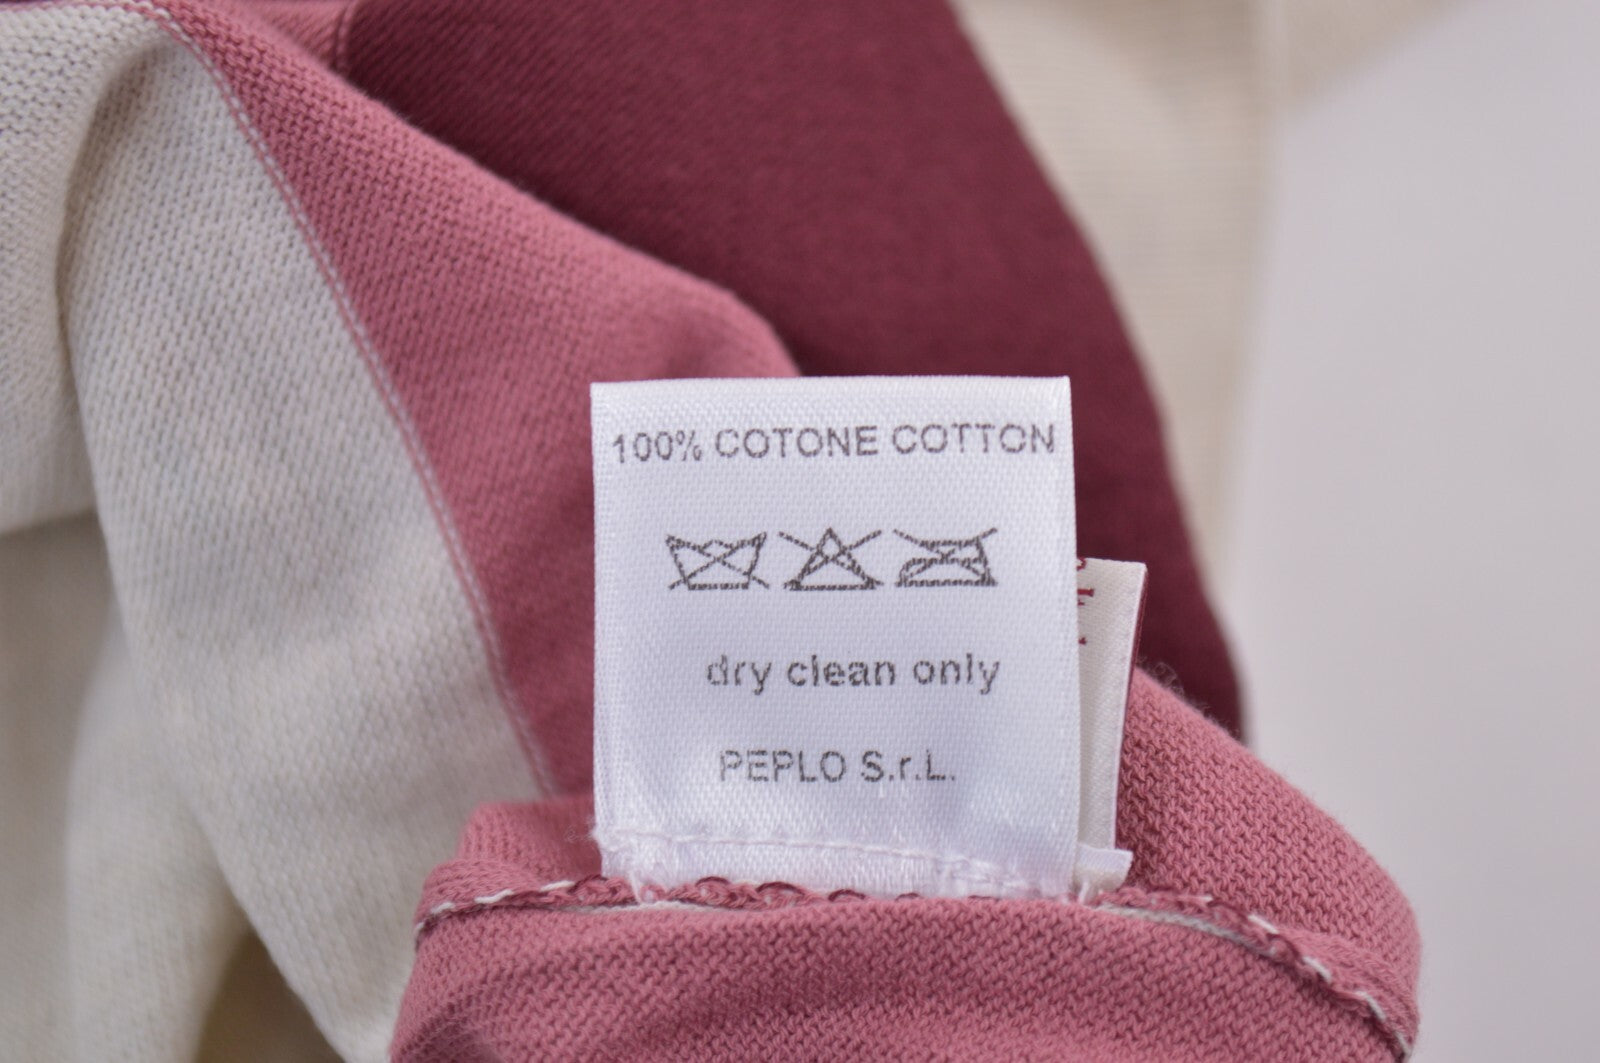 100% COTONE COTTON
dry clean only
PEPLO S.r.L.